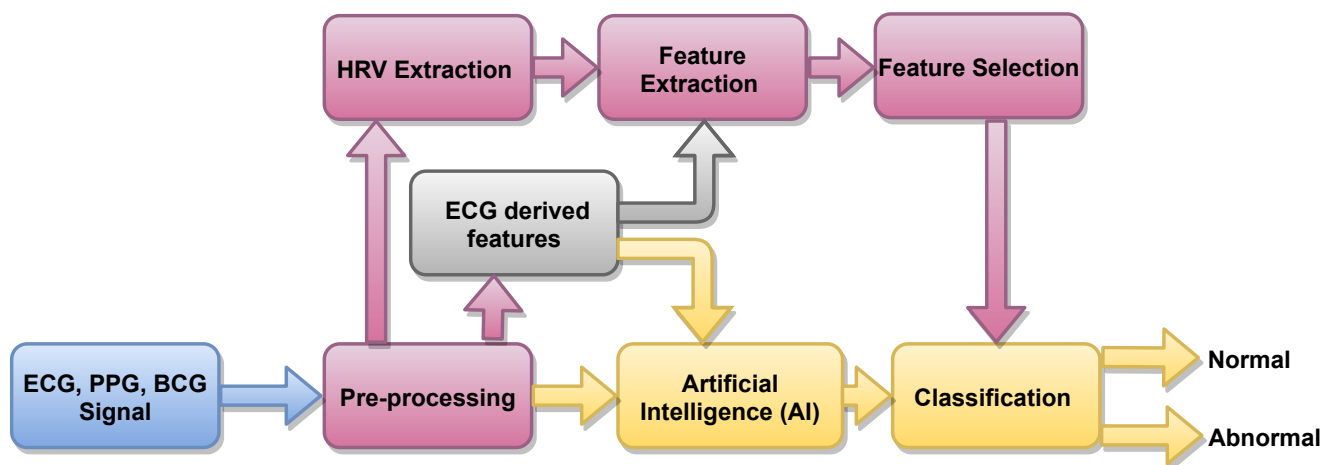 HRV Extraction
Feature
Extraction
Feature Selection
ECG derived
features
ECG, PPG, BCG
Signal
Pre-processing
Artificial
Intelligence (AI)
Classification
Normal
Abnormal